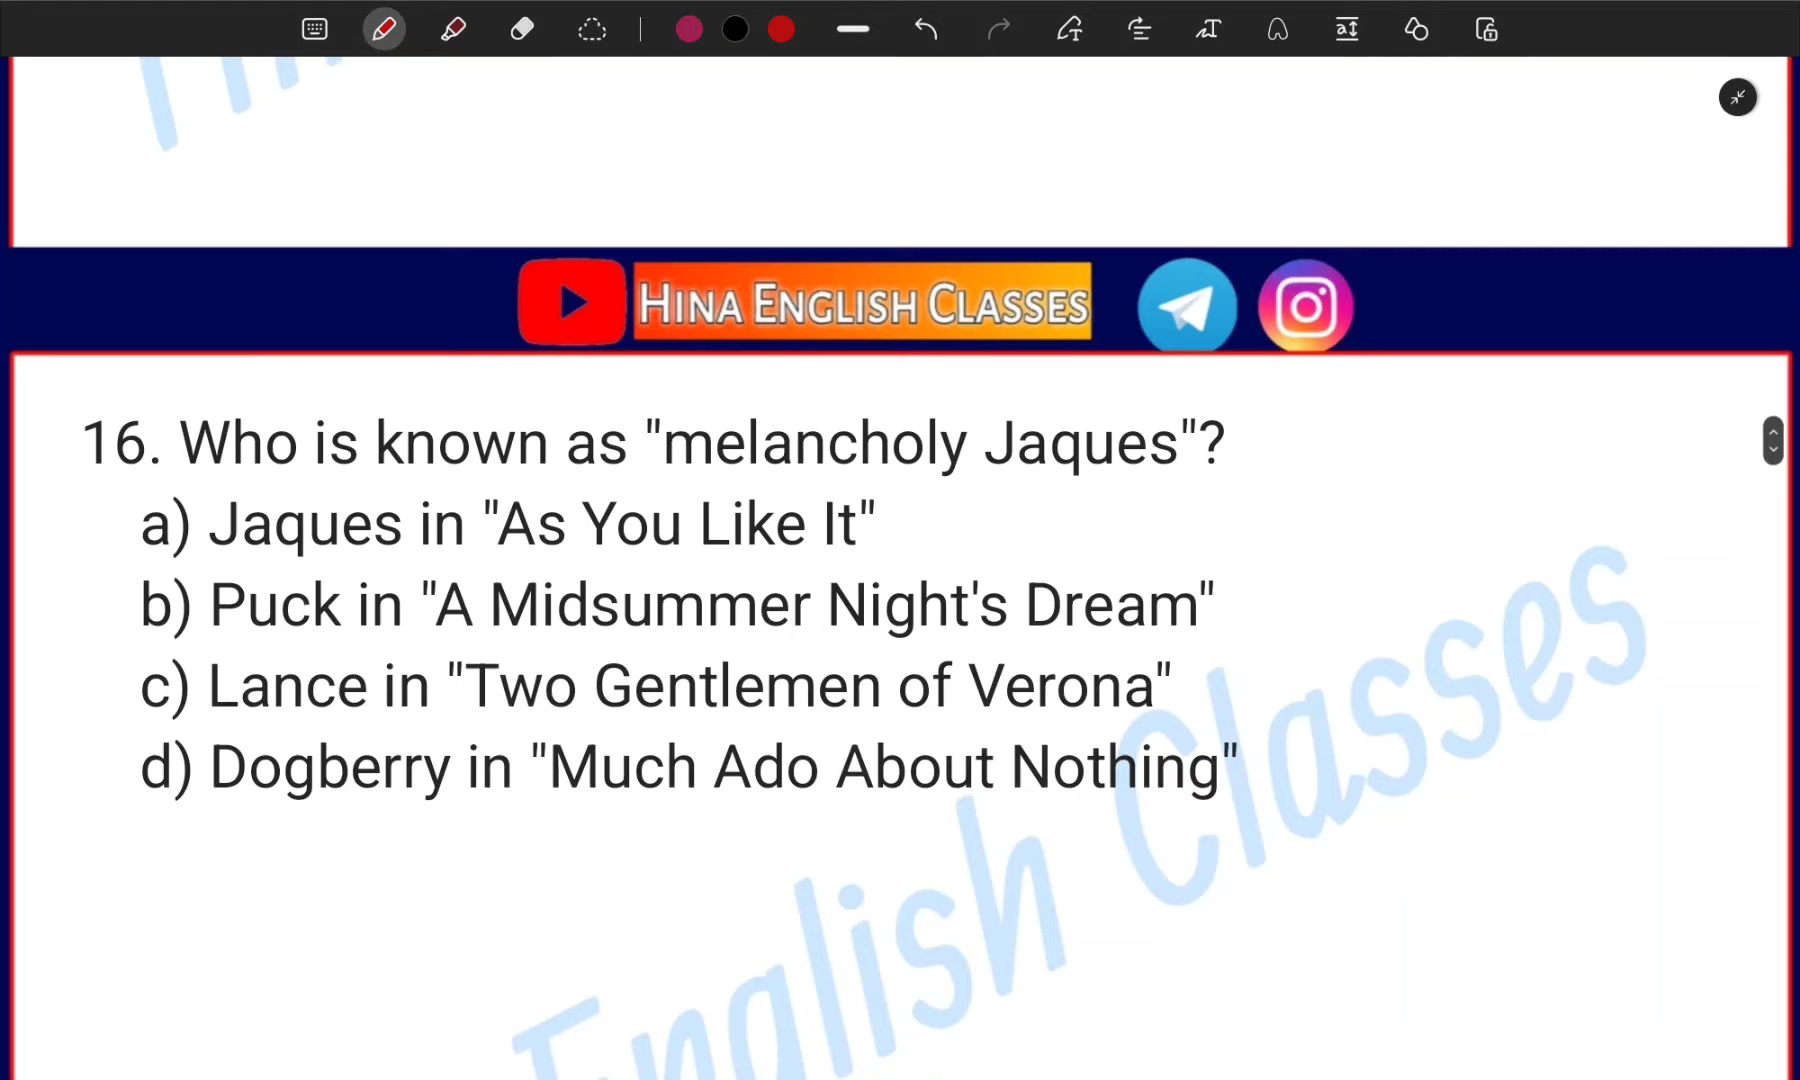 HINA ENGLISH CLASSES
16. Who is known as "melancholy Jaques"?
a) Jaques in "As You Like It"
b) Puck in "A Midsummer Night's Dream"
c) Lance in "Two Gentlemen of Verona"
d) Dogberry in "Much Ado About Nothing"
English Classes